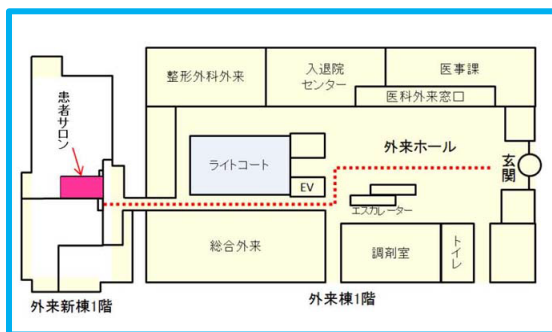 整形外科外来
入退院
センター
医事課
医科外来窓口
患者サロン
ライトコート
外来ホール
玄関
EV
エスカレーター
総合外来
調剤室
トイレ
外来新棟1階
外来棟1階